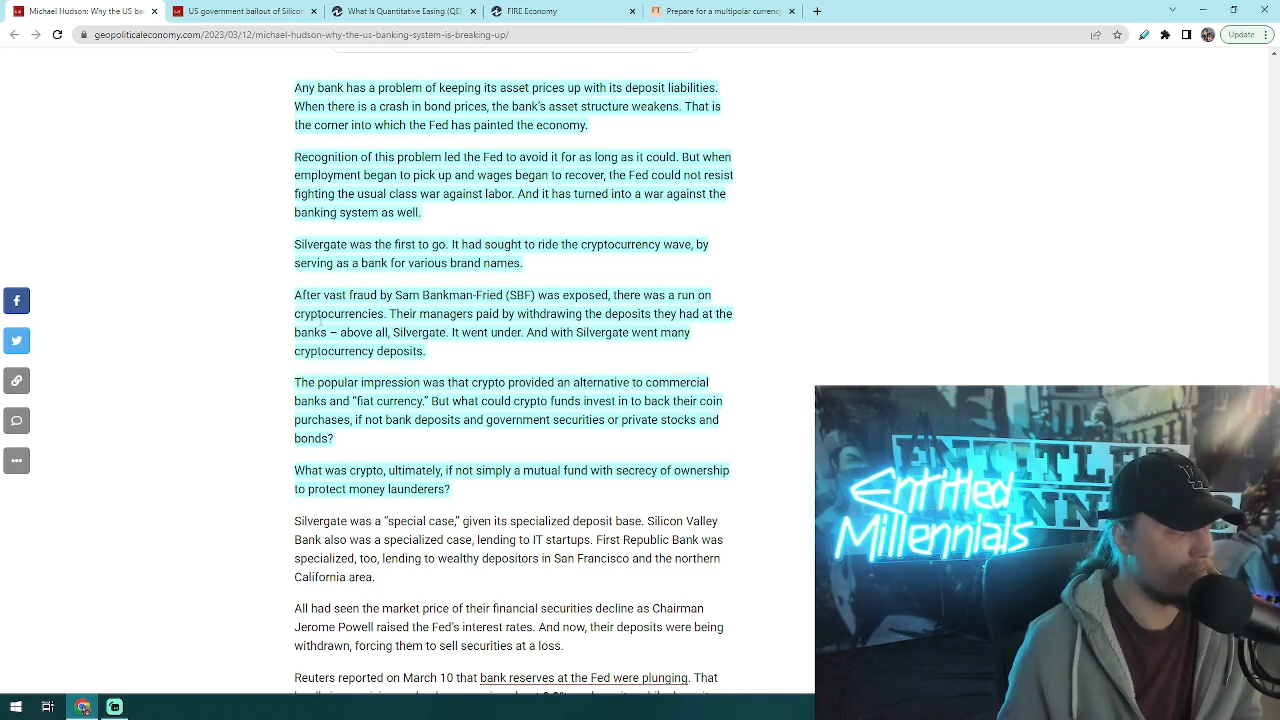 Michael Hudson: Why the US ba
US government bailout of Silicon
What Is Quantitative Easing (QE)
FIRE Economy
FT
Prepare for a multipolar currency
geopoliticaleconomy.com/2023/03/12/michael-hudson-why-the-us-banking-system-is-breaking-up/
Update
Any bank has a problem of keeping its asset prices up with its deposit liabilities.
When there is a crash in bond prices, the bank's asset structure weakens. That is
the corner into which the Fed has painted the economy.
Recognition of this problem led the Fed to avoid it for as long as it could. But when
employment began to pick up and wages began to recover, the Fed could not resist
fighting the usual class war against labor. And it has turned into a war against the
banking system as well.
Silvergate was the first to go. It had sought to ride the cryptocurrency wave, by
serving as a bank for various brand names.
After vast fraud by Sam Bankman-Fried (SBF) was exposed, there was a run on
cryptocurrencies. Their managers paid by withdrawing the deposits they had at the
banks – above all, Silvergate. It went under. And with Silvergate went many
cryptocurrency deposits.
The popular impression was that crypto provided an alternative to commercial
banks and “fiat currency.” But what could crypto funds invest in to back their coin
purchases, if not bank deposits and government securities or private stocks and
bonds?
What was crypto, ultimately, if not simply a mutual fund with secrecy of ownership
to protect money launderers?
Silvergate was a “special case,” given its specialized deposit base. Silicon Valley
Bank also was a specialized case, lending to IT startups. First Republic Bank was
specialized, too, lending to wealthy depositors in San Francisco and the northern
California area.
All had seen the market price of their financial securities decline as Chairman
Jerome Powell raised the Fed's interest rates. And now, their deposits were being
withdrawn, forcing them to sell securities at a loss.
Reuters reported on March 10 that bank reserves at the Fed were plunging. That
Entitled
Millennials